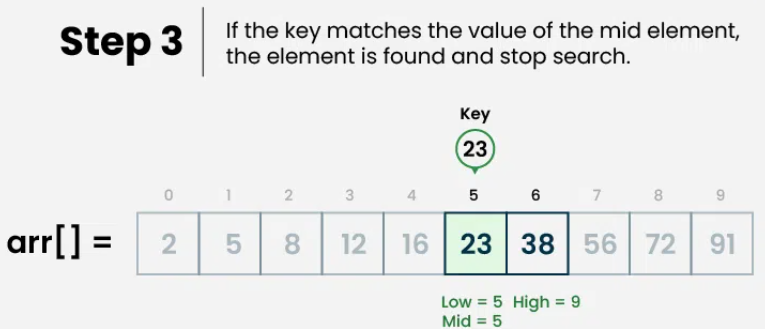 Step 3
If the key matches the value of the mid element,
the element is found and stop search.
Key
23
0 1 2 3 4 5 6 7 8 9
arr[] = 2 5 8 12 16 23 38 56 72 91
Low = 5 High = 9
Mid = 5